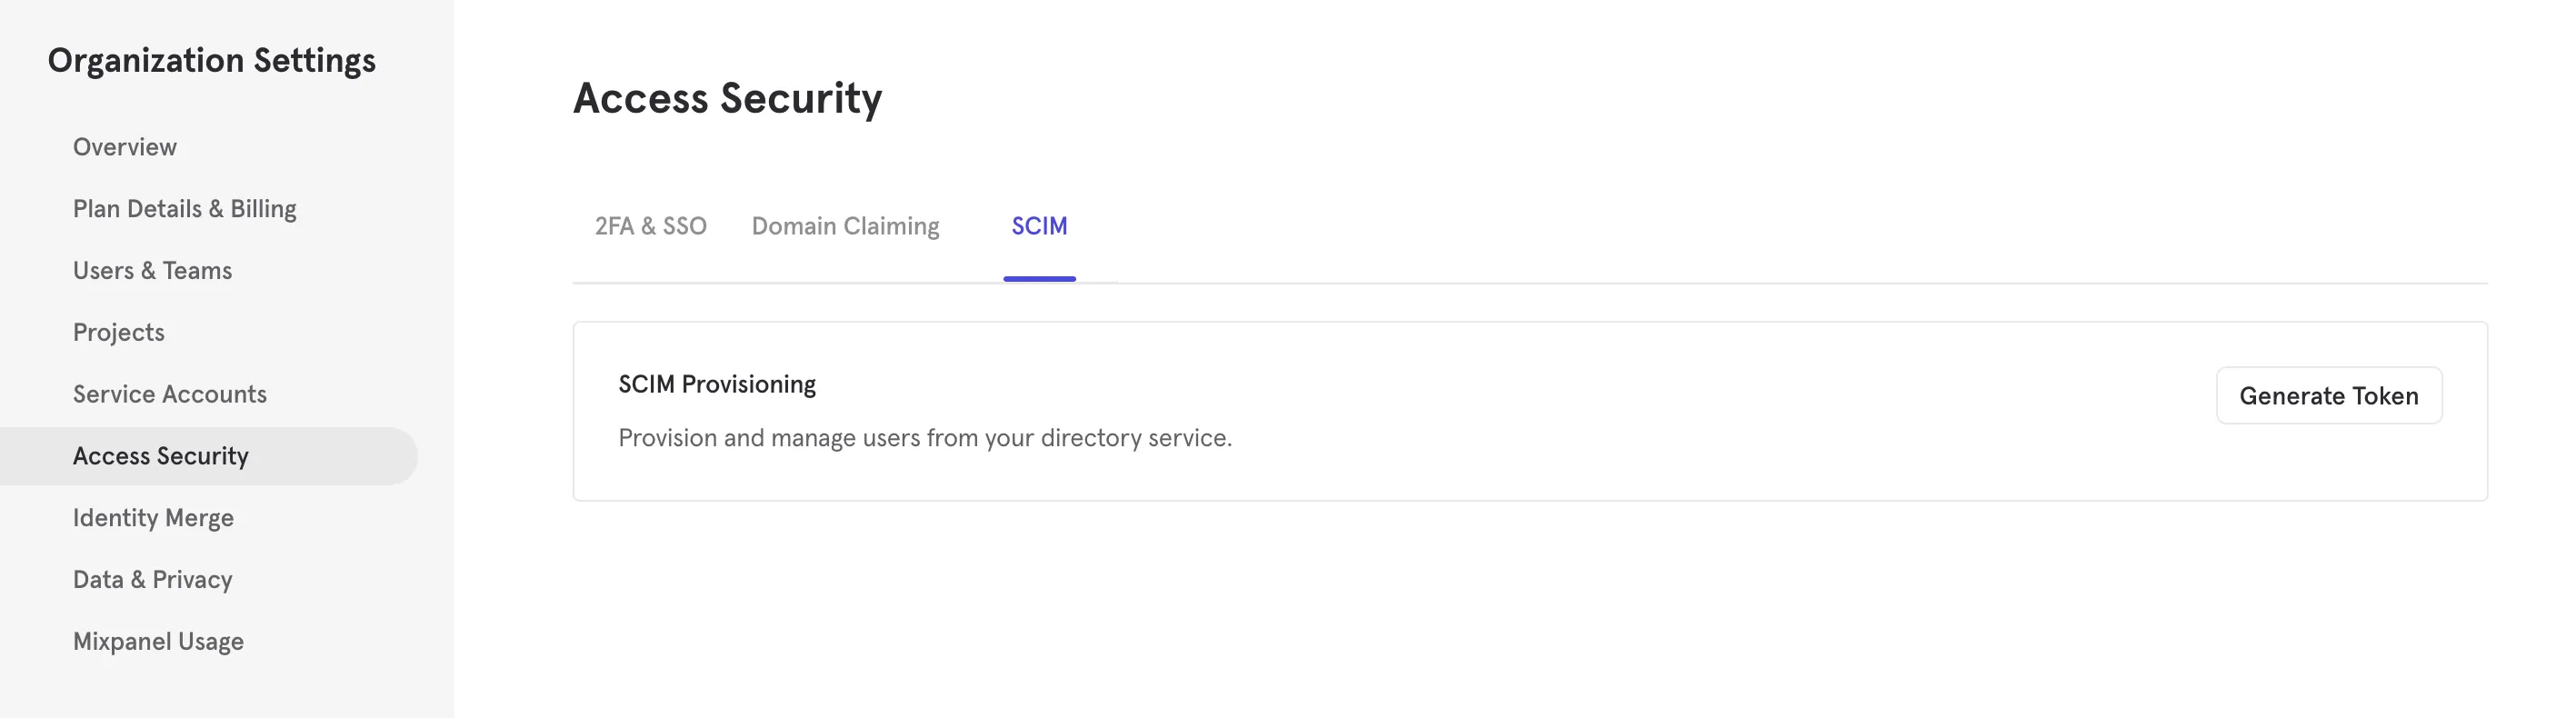 Organization Settings
Overview
Plan Details & Billing
Users & Teams
Projects
Service Accounts
Access Security
Identity Merge
Data & Privacy
Mixpanel Usage
Access Security
2FA & SSO
Domain Claiming
SCIM
SCIM Provisioning
Provision and manage users from your directory service.
Generate Token